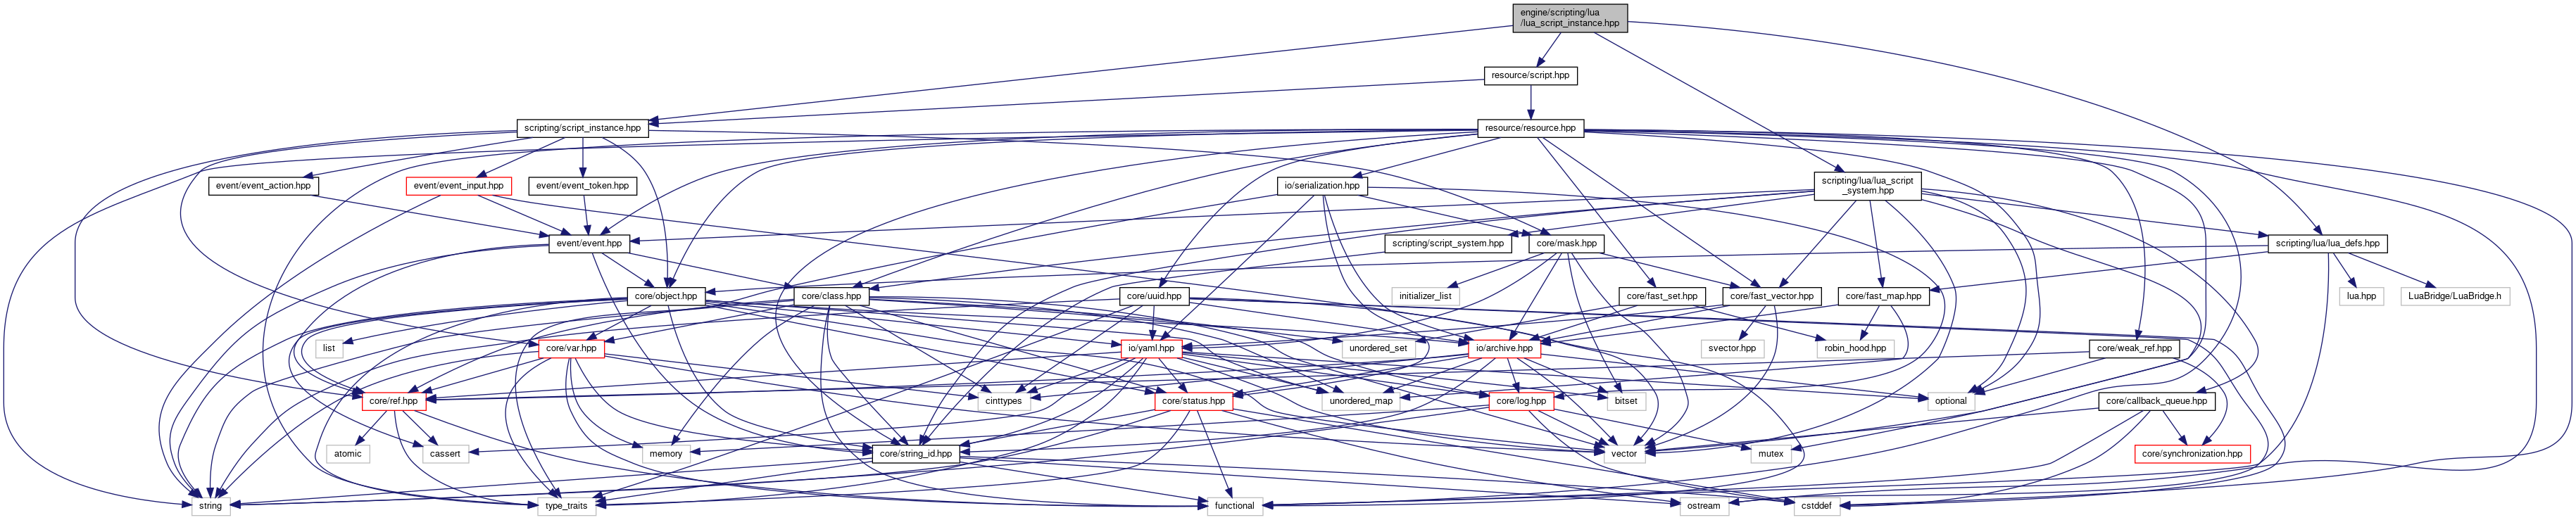 engine/scripting/lua
/lua_script_instance.hpp
resource/script.hpp
scripting/script_instance.hpp
resource/resource.hpp
event/event_action.hpp
event/event_input.hpp
event/event_token.hpp
io/serialization.hpp
scripting/lua/lua_script
_system.hpp
event/event.hpp
scripting/script_system.hpp
core/mask.hpp
scripting/lua/lua_defs.hpp
core/object.hpp
core/class.hpp
core/uuid.hpp
initializer_list
core/fast_set.hpp
core/fast_vector.hpp
core/fast_map.hpp
lua.hpp
LuaBridge/LuaBridge.h
list
core/var.hpp
io/yaml.hpp
unordered_set
io/archive.hpp
svector.hpp
robin_hood.hpp
core/weak_ref.hpp
core/ref.hpp
cinttypes
core/status.hpp
unordered_map
core/log.hpp
bitset
optional
core/callback_queue.hpp
atomic
cassert
memory
core/string_id.hpp
vector
mutex
core/synchronization.hpp
string
type_traits
functional
ostream
cstddef